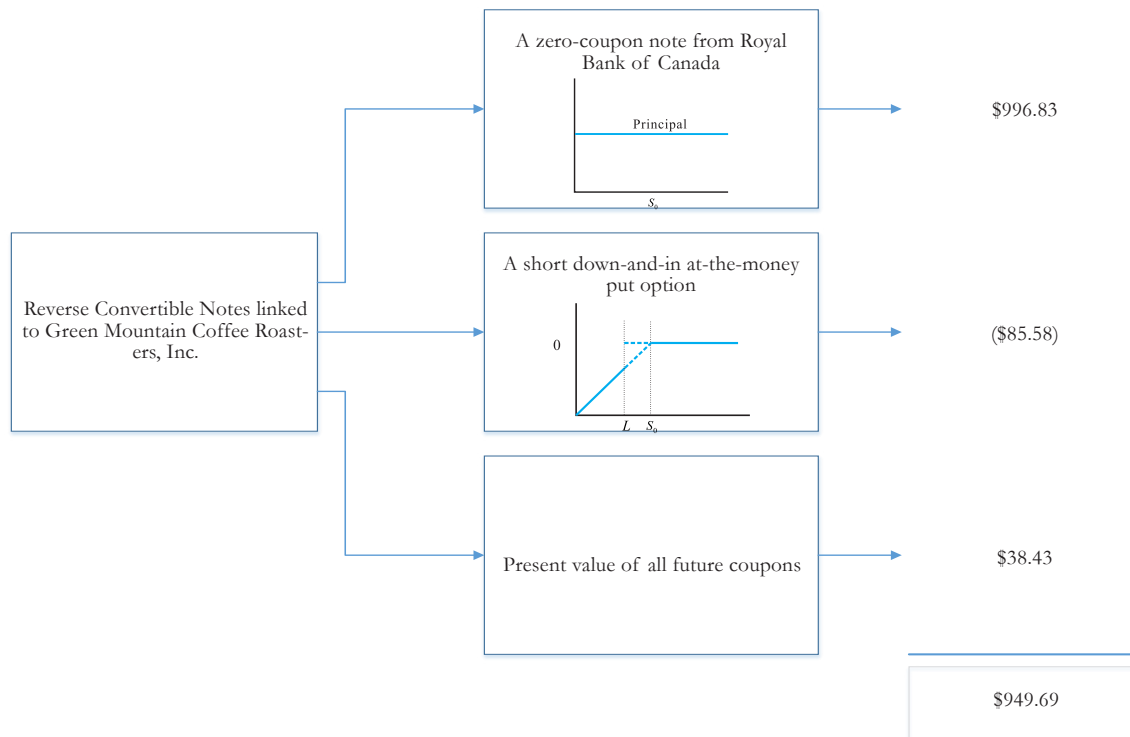 A zero-coupon note from Royal
Bank of Canada
Principal
S₀
$996.83
Reverse Convertible Notes linked
to Green Mountain Coffee Roast-
ers, Inc.
A short down-and-in at-the-money
put option
0
L S₀
($85.58)
Present value of all future coupons
$38.43
$949.69